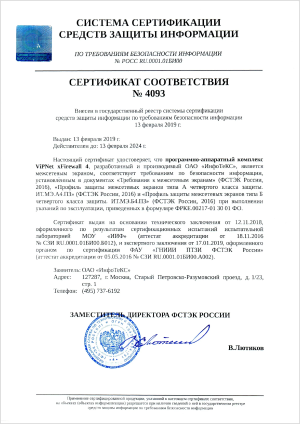 СИСТЕМА СЕРТИФИКАЦИИ
СРЕДСТВ ЗАЩИТЫ ИНФОРМАЦИИ
ПО ТРЕБОВАНИЯМ БЕЗОПАСНОСТИ ИНФОРМАЦИИ
№ РОСС RU.0001.01БИ00
СЕРТИФИКАТ СООТВЕТСТВИЯ
№ 4093
Внесен в государственный реестр системы сертификации
средств защиты информации по требованиям безопасности информации
13 февраля 2019 г.
Выдан: 13 февраля 2019 г.
Действителен до: 13 февраля 2024 г.
Настоящий сертификат удостоверяет, что программно-аппаратный комплекс
ViPNet xFirewall 4, разработанный и производимый ОАО «ИнфоТеКС», является
межсетевым экраном, соответствует требованиям по безопасности информации,
установленным в документах «Требования к межсетевым экранам» (ФСТЭК России,
2016), «Профиль защиты межсетевых экранов типа А четвертого класса защиты.
ИТ.МЭ.А4.ПЗ» (ФСТЭК России, 2016) и «Профиль защиты межсетевых экранов типа Б
четвертого класса защиты. ИТ.МЭ.Б4.ПЗ» (ФСТЭК России, 2016) при выполнении
указаний по эксплуатации, приведенных в формуляре ФРКЕ.00217-01 30 01 ФО.
Сертификат выдан на основании технического заключения от 12.11.2018,
оформленного по результатам сертификационных испытаний испытательной
лабораторией МОУ «ИИФ» (аттестат аккредитации от 18.11.2016
№ СЗИ RU.0001.01БИ00.Б012), и экспертного заключения от 17.01.2019, оформленного
органом по сертификации ФАУ «ГНИИИ ПТЗИ ФСТЭК России»
(аттестат аккредитации от 05.05.2016 № СЗИ RU.0001.01БИ00.А002).
Заявитель: ОАО «ИнфоТеКС»
Адрес: 127287, г. Москва, Старый Петровско-Разумовский проезд, д. 1/23,
стр. 1
Телефон: (495) 737-6192
ЗАМЕСТИТЕЛЬ ДИРЕКТОРА ФСТЭК РОССИИ
В.Лютиков
Применение сертифицированной продукции, указанной в настоящем сертификате соответствия,